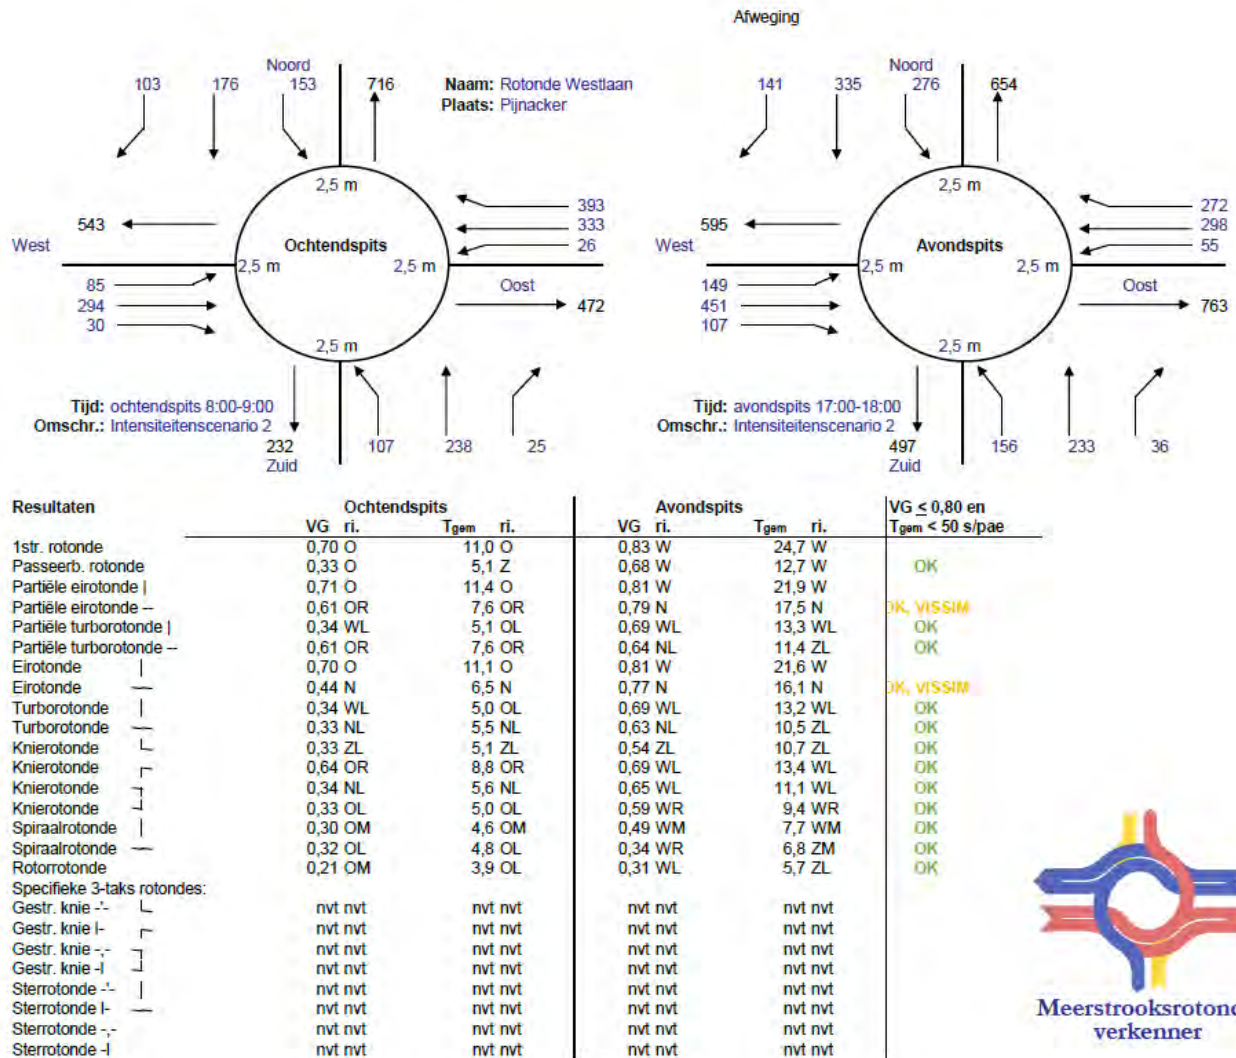 Afweging
Noord
103 176 153 716
Naam: Rotonde Westlaan
Plaats: Pijnacker
2,5 m
393
333
26
543
West
Ochtendspits
2,5 m 2,5 m
85
294
30
Oost
472
2,5 m
Tijd: ochtendspits 8:00-9:00
Omschr.: Intensiteitenscenario 2
232 107 238 25
Zuid
Noord
141 335 276 654
2,5 m
272
298
55
595
West
Avondspits
2,5 m 2,5 m
149
451
107
Oost
763
2,5 m
Tijd: avondspits 17:00-18:00
Omschr.: Intensiteitenscenario 2
497 156 233 36
Zuid
Resultaten Ochtendspits Avondspits VG ≤ 0,80 en
VG ri. Tgem ri. VG ri. Tgem ri. Tgem < 50 s/pae
1str. rotonde 0,70 O 11,0 O 0,83 W 24,7 W
Passeerb. rotonde 0,33 O 5,1 Z 0,68 W 12,7 W OK
Partiële eirotonde | 0,71 O 11,4 O 0,81 W 21,9 W
Partiële eirotonde -- 0,61 OR 7,6 OR 0,79 N 17,5 N OK, VISSIM
Partiële turborotonde | 0,34 WL 5,1 OL 0,69 WL 13,3 WL OK
Partiële turborotonde -- 0,61 OR 7,6 OR 0,64 NL 11,4 ZL OK
Eirotonde 0,70 O 11,1 O 0,81 W 21,6 W
Eirotonde 0,44 N 6,5 N 0,77 N 16,1 N OK, VISSIM
Turborotonde 0,34 WL 5,0 OL 0,69 WL 13,2 WL OK
Turborotonde 0,33 NL 5,5 NL 0,63 NL 10,5 ZL OK
Knierotonde 0,33 ZL 5,1 ZL 0,54 ZL 10,7 ZL OK
Knierotonde 0,64 OR 8,8 OR 0,69 WL 13,4 WL OK
Knierotonde 0,34 NL 5,6 NL 0,65 WL 11,1 WL OK
Knierotonde 0,33 OL 5,0 OL 0,59 WR 9,4 WR OK
Spiraalrotonde 0,30 OM 4,6 OM 0,49 WM 7,7 WM OK
Spiraalrotonde 0,32 OL 4,8 OL 0,34 WR 6,8 ZM OK
Rotorrotonde 0,21 OM 3,9 OL 0,31 WL 5,7 ZL OK
Specifieke 3-taks rotondes:
Gestr. knie -'- nvt nvt nvt nvt nvt nvt nvt nvt
Gestr. knie I- nvt nvt nvt nvt nvt nvt nvt nvt
Gestr. knie -,- nvt nvt nvt nvt nvt nvt nvt nvt
Gestr. knie -I nvt nvt nvt nvt nvt nvt nvt nvt
Sterrotonde -'- nvt nvt nvt nvt nvt nvt nvt nvt
Sterrotonde I- nvt nvt nvt nvt nvt nvt nvt nvt
Sterrotonde -,- nvt nvt nvt nvt nvt nvt nvt nvt
Sterrotonde -I nvt nvt nvt nvt nvt nvt nvt nvt
Meerstrooksrotond
verkenner